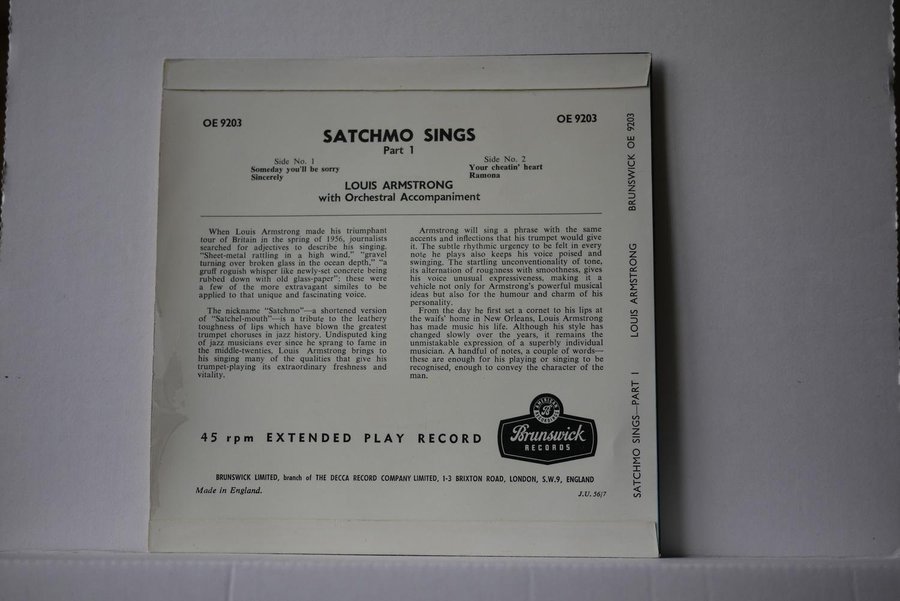 OE 9203
OE 9203
SATCHMO SINGS
Part 1
Side No. 1
Someday you'll be sorry
Sincerely
Side No. 2
Your cheatin' heart
Ramona
LOUIS ARMSTRONG
with Orchestral Accompaniment
When Louis Armstrong made his triumphant
tour of Britain in the spring of 1956, journalists
searched for adjectives to describe his singing.
“Sheet-metal rattling in a high wind,” “gravel
turning over broken glass in the ocean depth,” “a
gruff roguish whisper like newly-set concrete being
rubbed down with old glass-paper”: these were
a few of the more extravagant similes to be
applied to that unique and fascinating voice.
The nickname “Satchmo”—a shortened version
of “Satchel-mouth”—is a tribute to the leathery
toughness of lips which have blown the greatest
trumpet choruses in jazz history. Undisputed king
of jazz musicians ever since he sprang to fame in
the middle-twenties, Louis Armstrong brings to
his singing many of the qualities that give his
trumpet-playing its extraordinary freshness and
vitality.
Armstrong will sing a phrase with the same
accents and inflections that his trumpet would give
it. The subtle rhythmic urgency to be felt in every
note he plays also keeps his voice poised and
swinging. The startling unconventionality of tone,
its alternation of roughness with smoothness, gives
his voice unusual expressiveness, making it a
vehicle not only for Armstrong's powerful musical
ideas but also for the humour and charm of his
personality.
From the day he first set a cornet to his lips at
the waifs' home in New Orleans, Louis Armstrong
has made music his life. Although his style has
changed slowly over the years, it remains the
unmistakable expression of a superbly individual
musician. A handful of notes, a couple of words—
these are enough for his playing or singing to be
recognised, enough to convey the character of the
man.
45 rpm EXTENDED PLAY RECORD
AMERICAN
Brunswick
RECORDS
BRUNSWICK LIMITED, branch of THE DECCA RECORD COMPANY LIMITED, 1-3 BRIXTON ROAD, LONDON, S.W.9, ENGLAND
Made in England.
J.U. 56/7
SATCHMO SINGS—PART 1 LOUIS ARMSTRONG BRUNSWICK OE 9203